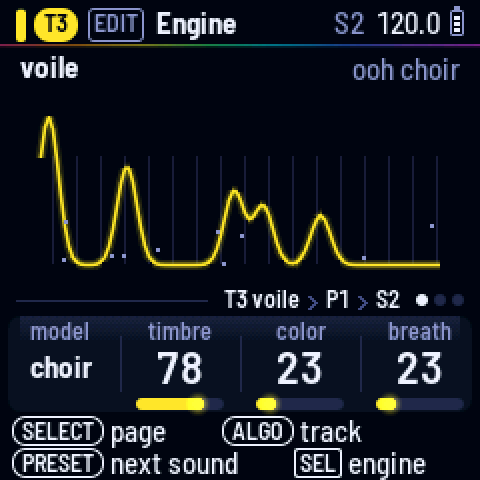 T3 EDIT Engine S2 120.0
voile ooh choir
T3 voile > P1 > S2
model timbre color breath
choir 78 23 23
SELECT page ALGO track
PRESET next sound SEL engine